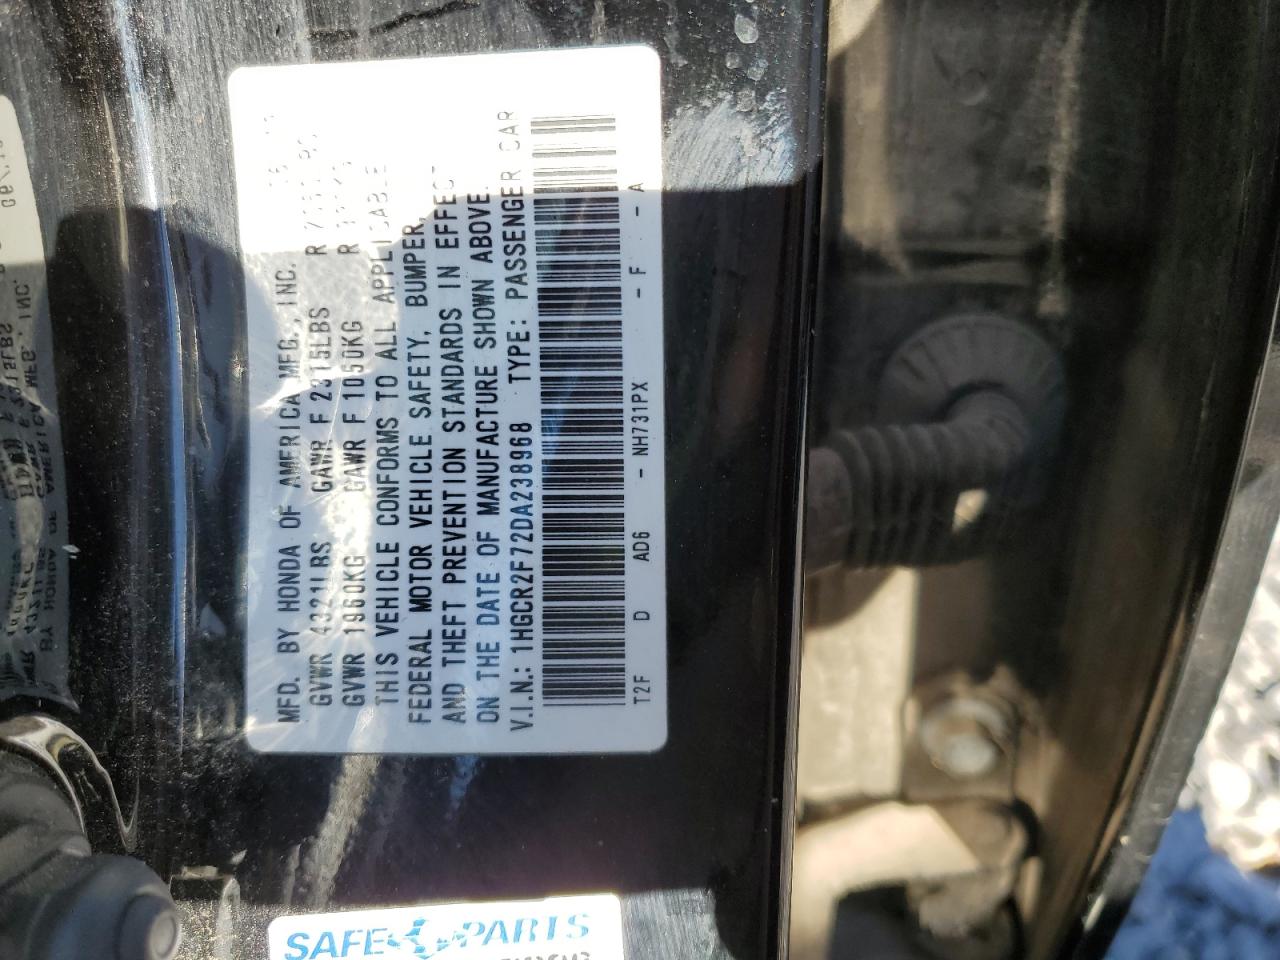 MFD. BY HONDA OF AMERICA MFG., INC.
GVWR 4321LBS GAWR F 2315LBS R
GVWR 1960KG GAWR F 1050KG R
THIS VEHICLE CONFORMS TO ALL APPLICABLE
FEDERAL MOTOR VEHICLE SAFETY, BUMPER,
AND THEFT PREVENTION STANDARDS IN EFFECT
ON THE DATE OF MANUFACTURE SHOWN ABOVE.
V.I.N.: 1HGCR2F72DA238968 TYPE: PASSENGER CAR
T2F D AD6 - NH731PX - F - A
SAFE PARTS